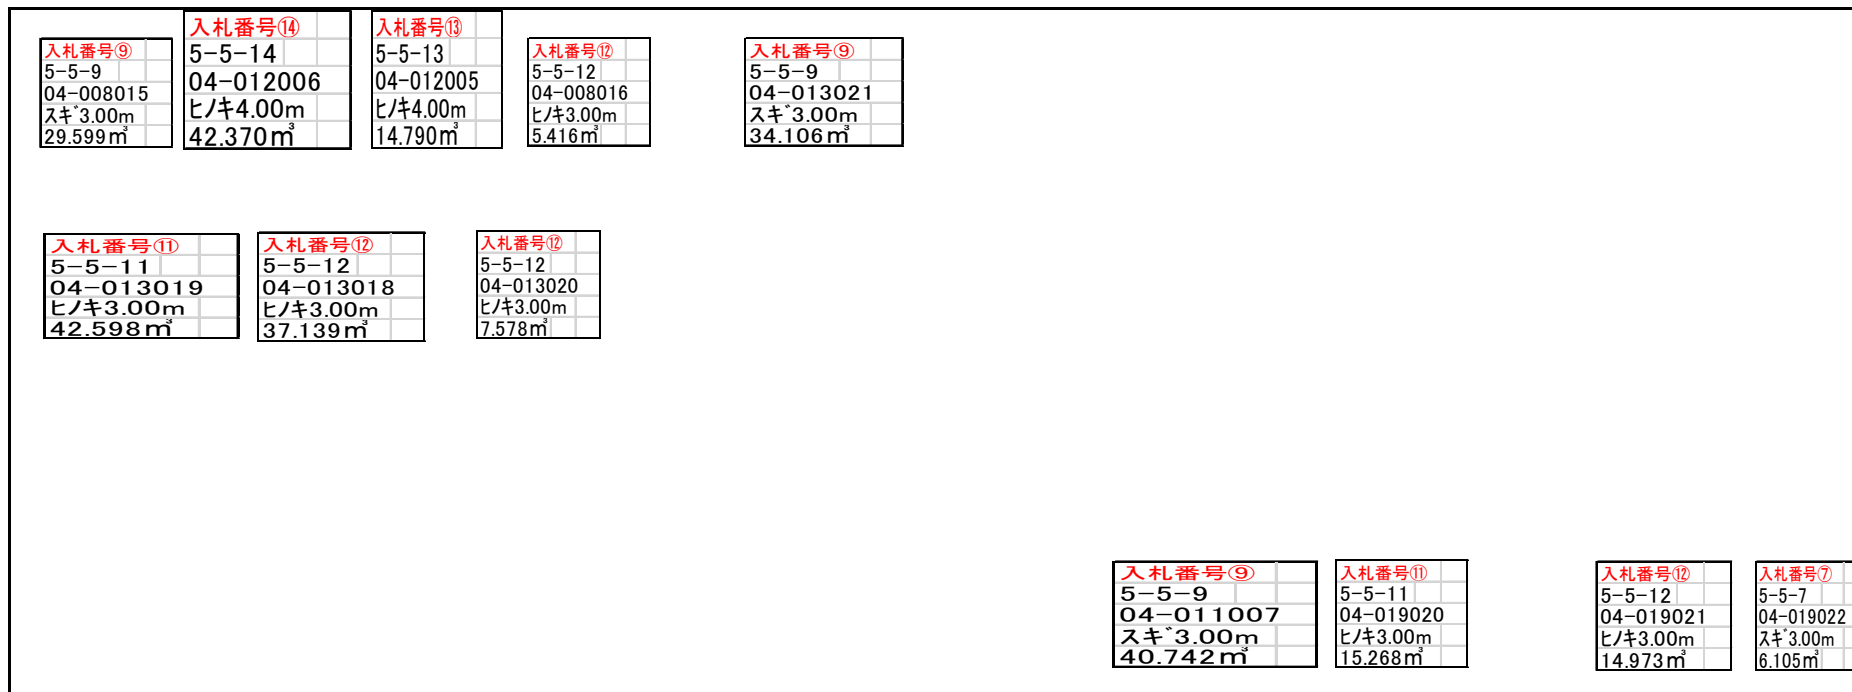 入札番号⑨
5-5-9
04-008015
スギ3.00m
29.599㎥
入札番号⑭
5-5-14
04-012006
ヒノキ4.00m
42.370㎥
入札番号⑬
5-5-13
04-012005
ヒノキ4.00m
14.790㎥
入札番号⑫
5-5-12
04-008016
ヒノキ3.00m
5.416㎥
入札番号⑨
5-5-9
04-013021
スギ3.00m
34.106㎥
入札番号⑪
5-5-11
04-013019
ヒノキ3.00m
42.598㎥
入札番号⑫
5-5-12
04-013018
ヒノキ3.00m
37.139㎥
入札番号⑫
5-5-12
04-013020
ヒノキ3.00m
7.578㎥
入札番号⑨
5-5-9
04-011007
スギ3.00m
40.742㎥
入札番号⑪
5-5-11
04-019020
ヒノキ3.00m
15.268㎥
入札番号⑫
5-5-12
04-019021
ヒノキ3.00m
14.973㎥
入札番号⑦
5-5-7
04-019022
スギ3.00m
6.105㎥